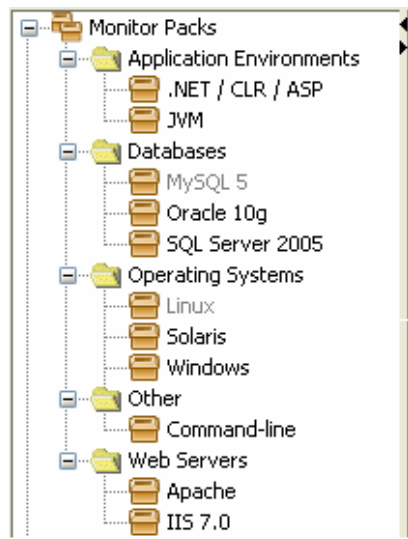 Monitor Packs
Application Environments
.NET / CLR / ASP
JVM
Databases
MySQL 5
Oracle 10g
SQL Server 2005
Operating Systems
Linux
Solaris
Windows
Other
Command-line
Web Servers
Apache
IIS 7.0